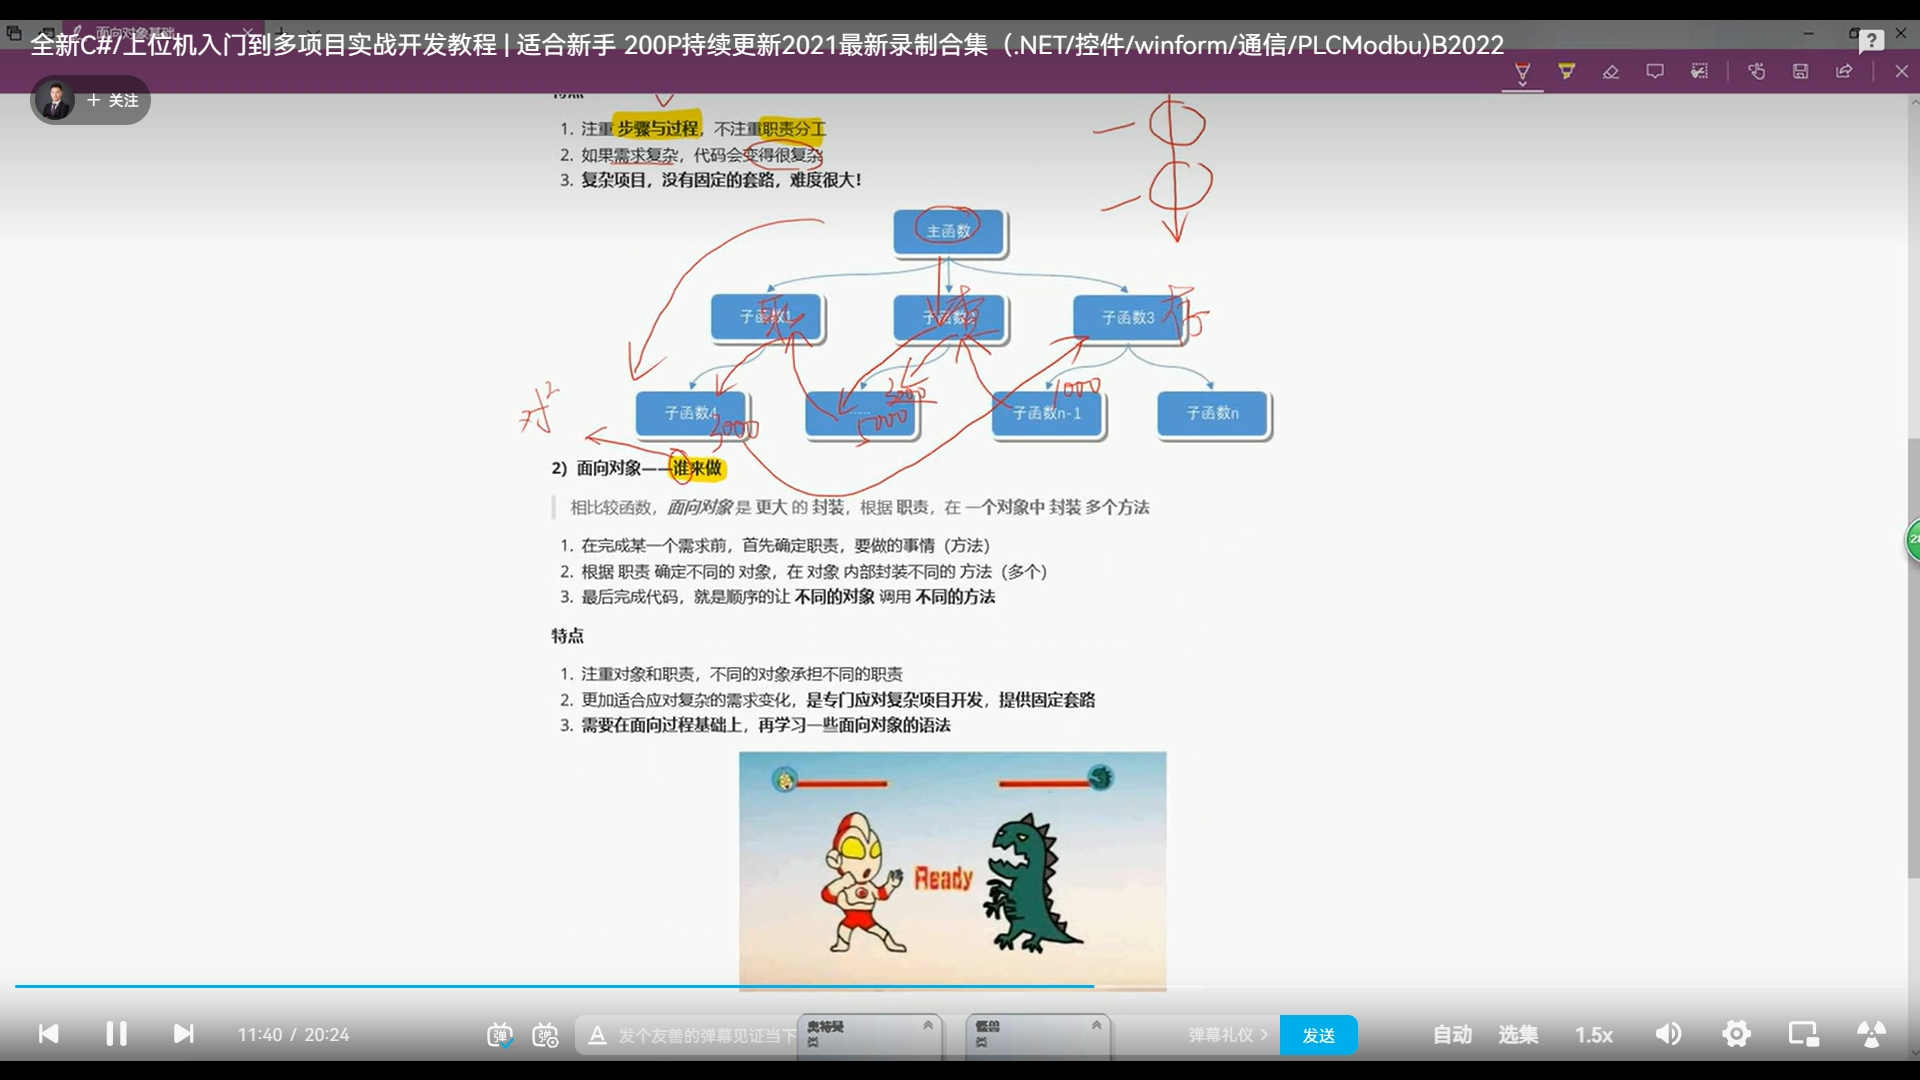 全新C#/上位机入门到多项目实战开发教程 | 适合新手 200P持续更新2021最新录制合集（.NET/控件/winform/通信/PLCModbu)B2022
+ 关注
1. 注重 步骤与过程，不注重职责分工
2. 如果需求复杂，代码会变得很复杂
3. 复杂项目，没有固定的套路，难度很大！
主函数
子函数1
子函数2
子函数3
子函数4
3000
……
3000
5000
子函数n-1
1000
子函数n
对
2）面向对象——谁来做
相比较函数，面向对象 是 更大 的 封装，根据 职责，在 一个对象中 封装 多个方法
1. 在完成某一个需求前，首先确定职责，要做的事情（方法）
2. 根据 职责 确定不同的 对象，在 对象 内部封装不同的 方法（多个）
3. 最后完成代码，就是顺序的让 不同的对象 调用 不同的方法
特点
1. 注重对象和职责，不同的对象承担不同的职责
2. 更加适合应对复杂的需求变化，是专门应对复杂项目开发，提供固定套路
3. 需要在面向过程基础上，再学习一些面向对象的语法
Ready
11:40 / 20:24
发个友善的弹幕见证当下
奥特曼
类
怪兽
类
弹幕礼仪 >
发送
自动
选集
1.5x